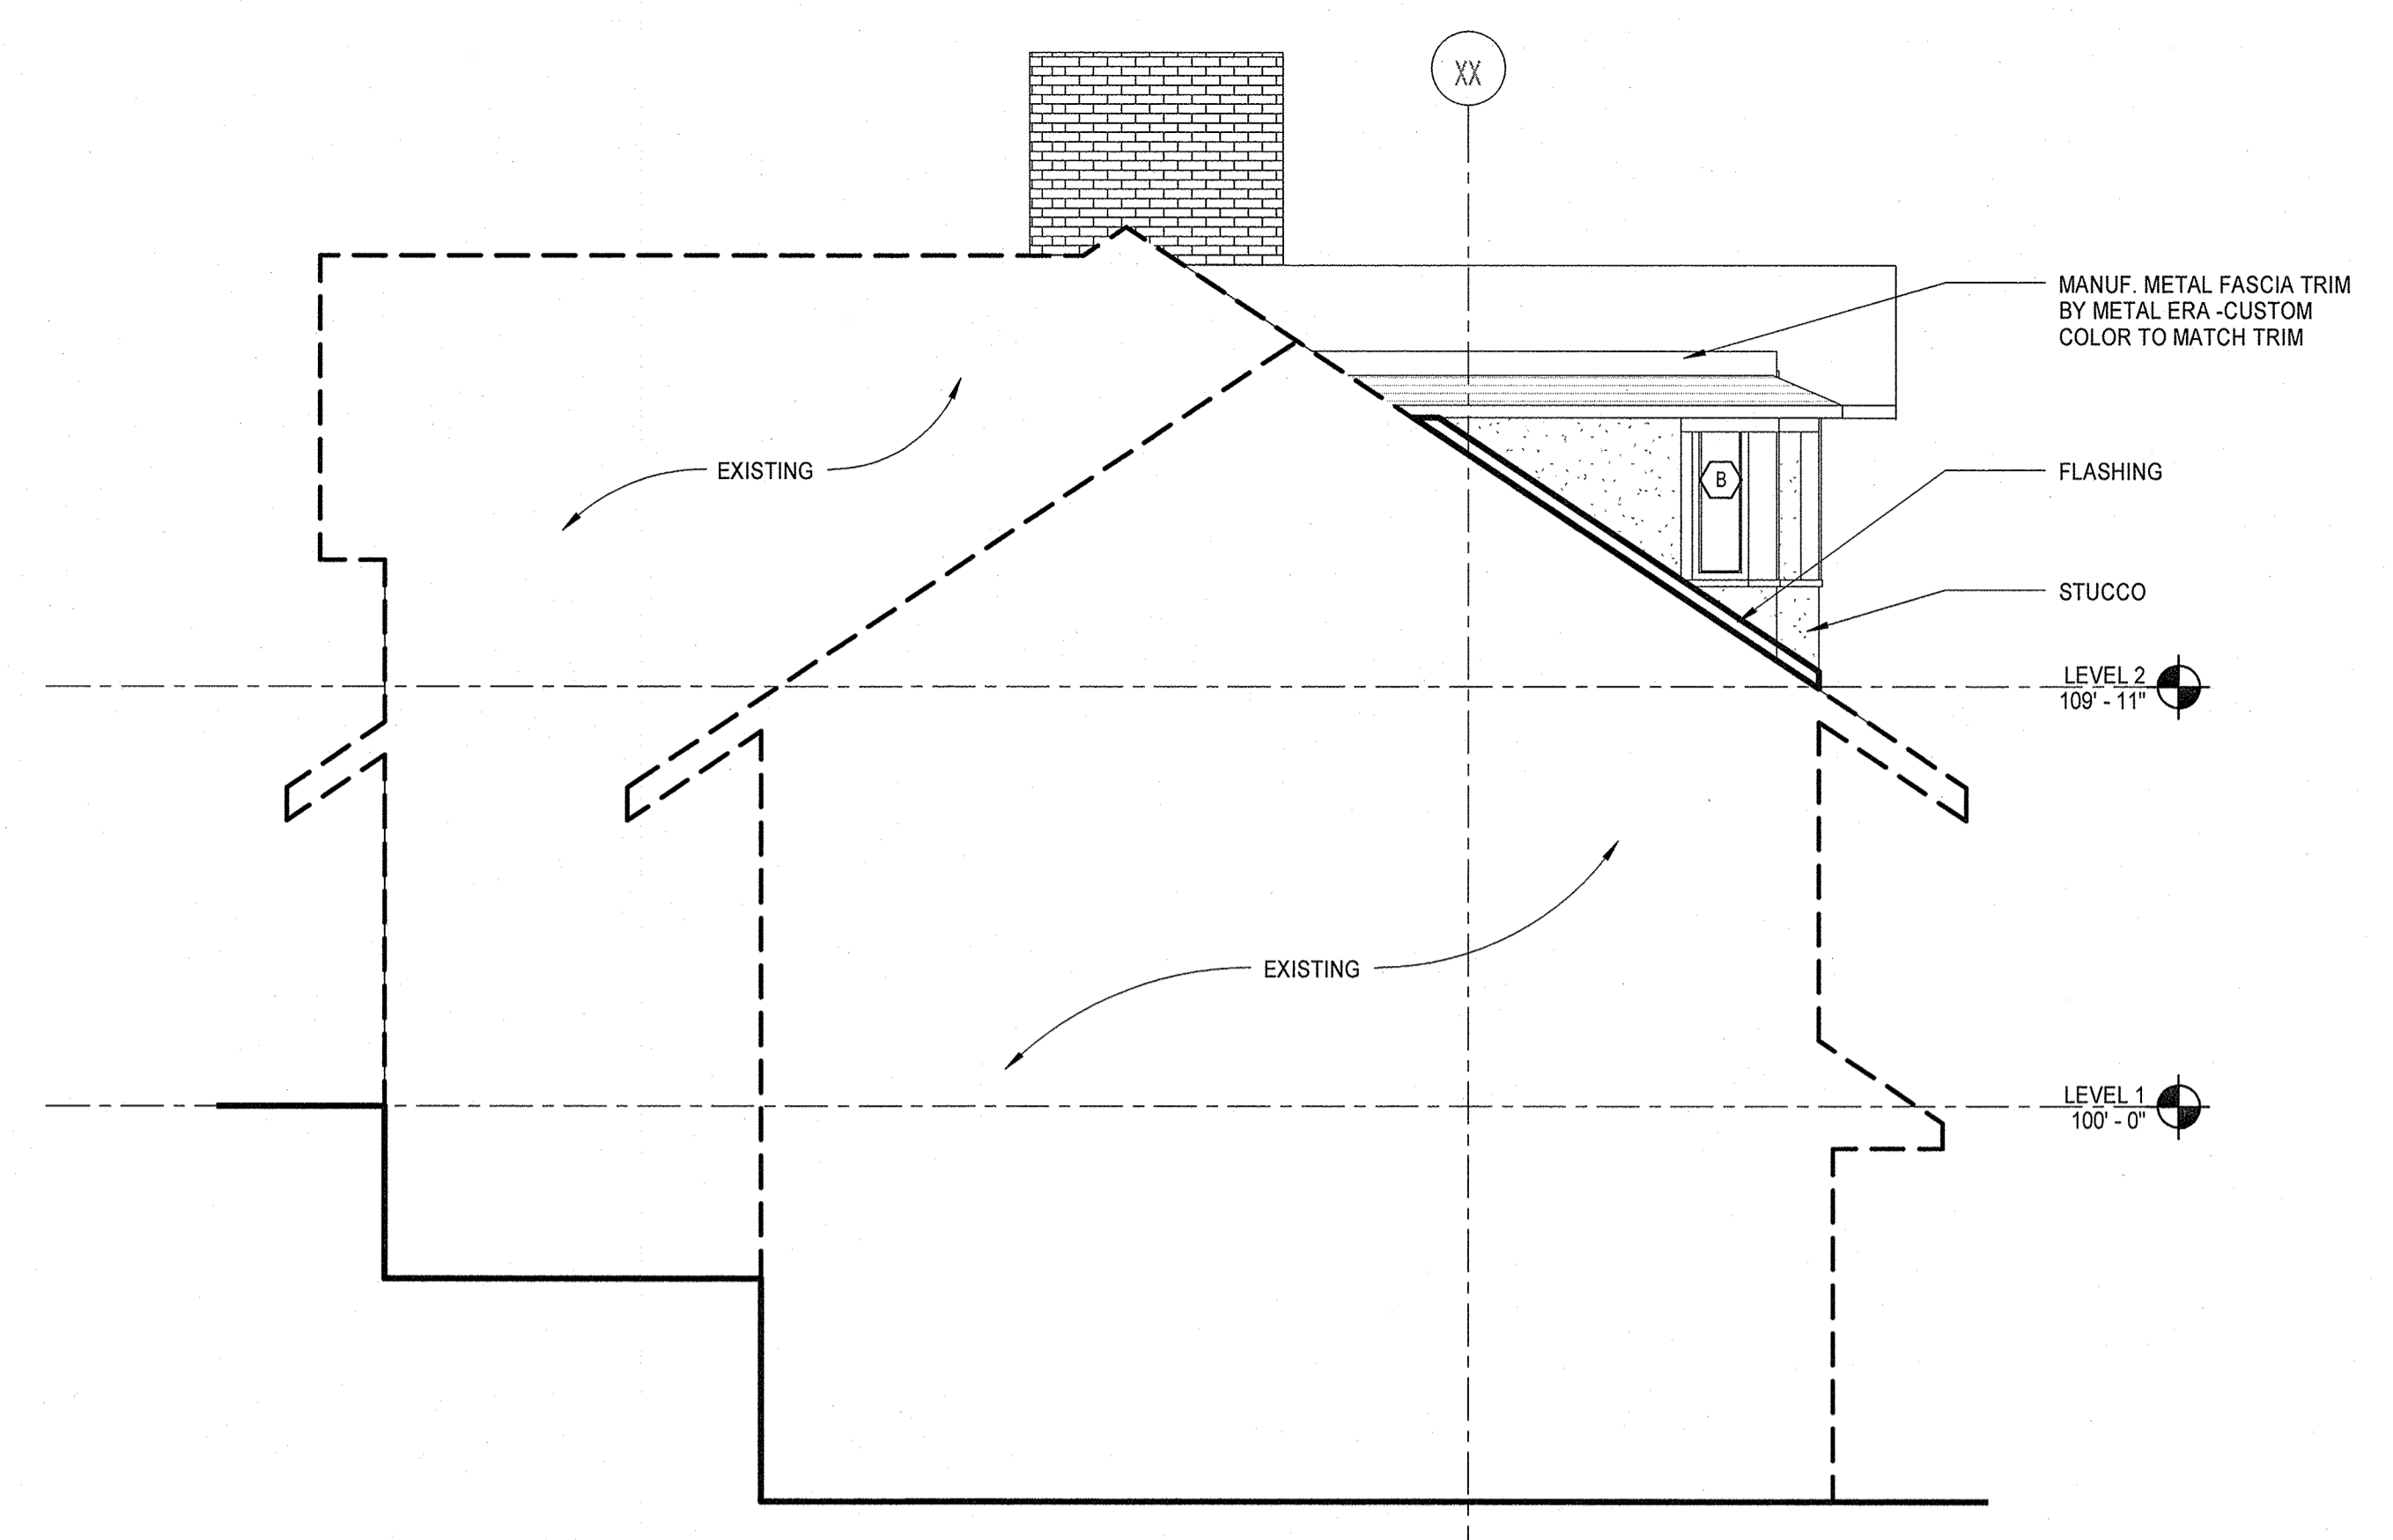 XX
MANUF. METAL FASCIA TRIM
BY METAL ERA -CUSTOM
COLOR TO MATCH TRIM
EXISTING
FLASHING
B
STUCCO
LEVEL 2
109' - 11"
EXISTING
LEVEL 1
100' - 0"